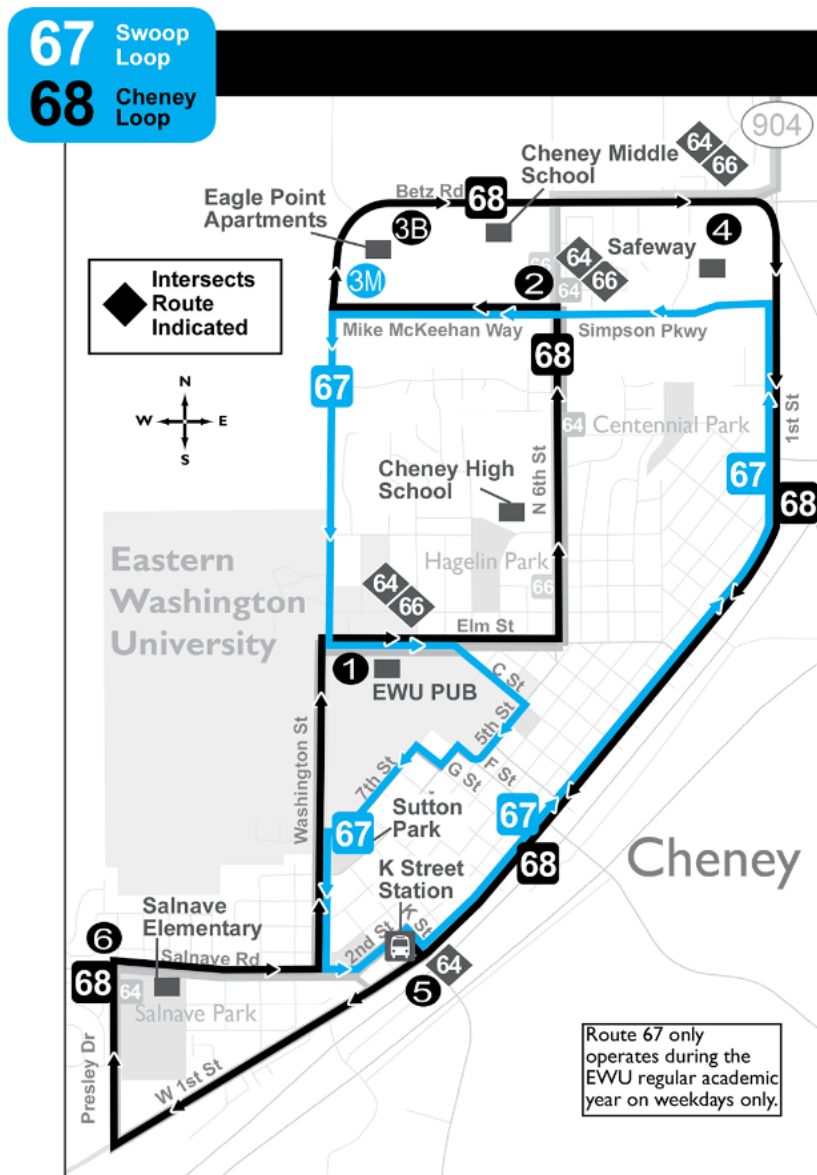 67 Swoop
Loop
68 Cheney
Loop
904
64
66
Cheney Middle
School
Betz Rd
68
Eagle Point
Apartments
3B
4
Safeway
64
66
66
64
3M
2
Intersects
Route
Indicated
Mike McKeehan Way
Simpson Pkwy
68
67
N
W E
S
64
Centennial Park
1st St
67
68
Cheney High
School
N 6th St
Hagelin Park
66
Eastern
Washington
University
64
66
Elm St
1
EWU PUB
C St
5th St
F St
G St
7th St
Washington St
67
Sutton
Park
67
68
Cheney
K Street
Station
K St
2nd St
64
5
Salnave
Elementary
6
Salnave Rd
68
64
Salnave Park
Presley Dr
W 1st St
Route 67 only
operates during the
EWU regular academic
year on weekdays only.